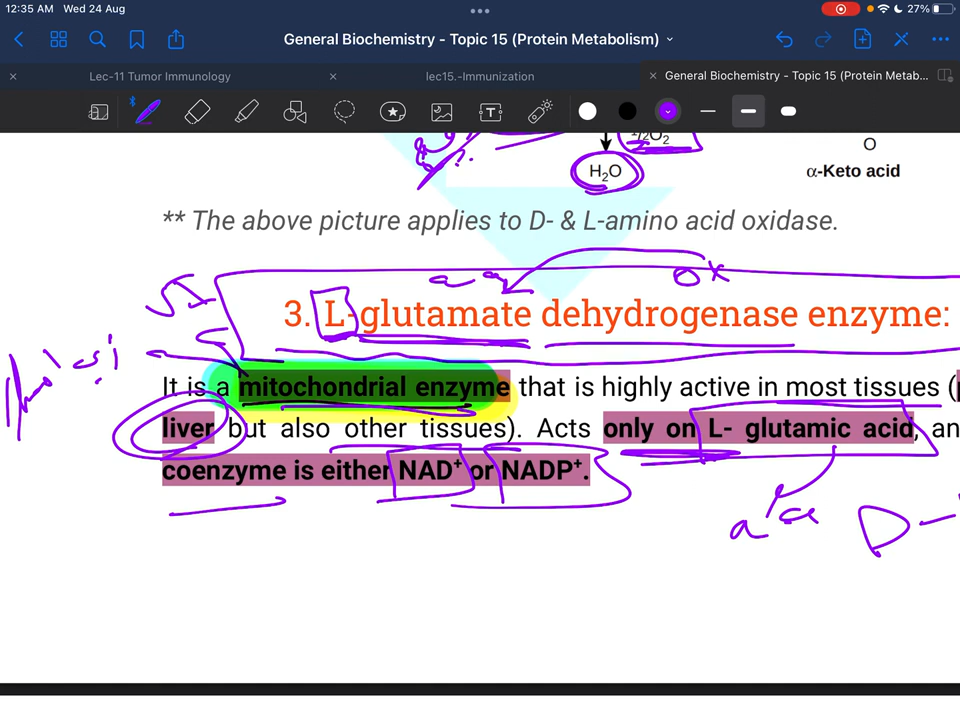 12:35 AM Wed 24 Aug
27%
General Biochemistry - Topic 15 (Protein Metabolism)
Lec-11 Tumor Immunology
lec15.-Immunization
General Biochemistry - Topic 15 (Protein Metab...
½O₂
H₂O
O
α-Keto acid
** The above picture applies to D- & L-amino acid oxidase.
a a
ox
3. L-glutamate dehydrogenase enzyme:
It is a mitochondrial enzyme that is highly active in most tissues (
liver but also other tissues). Acts only on L- glutamic acid, an
coenzyme is either NAD⁺ or NADP⁺.
D-